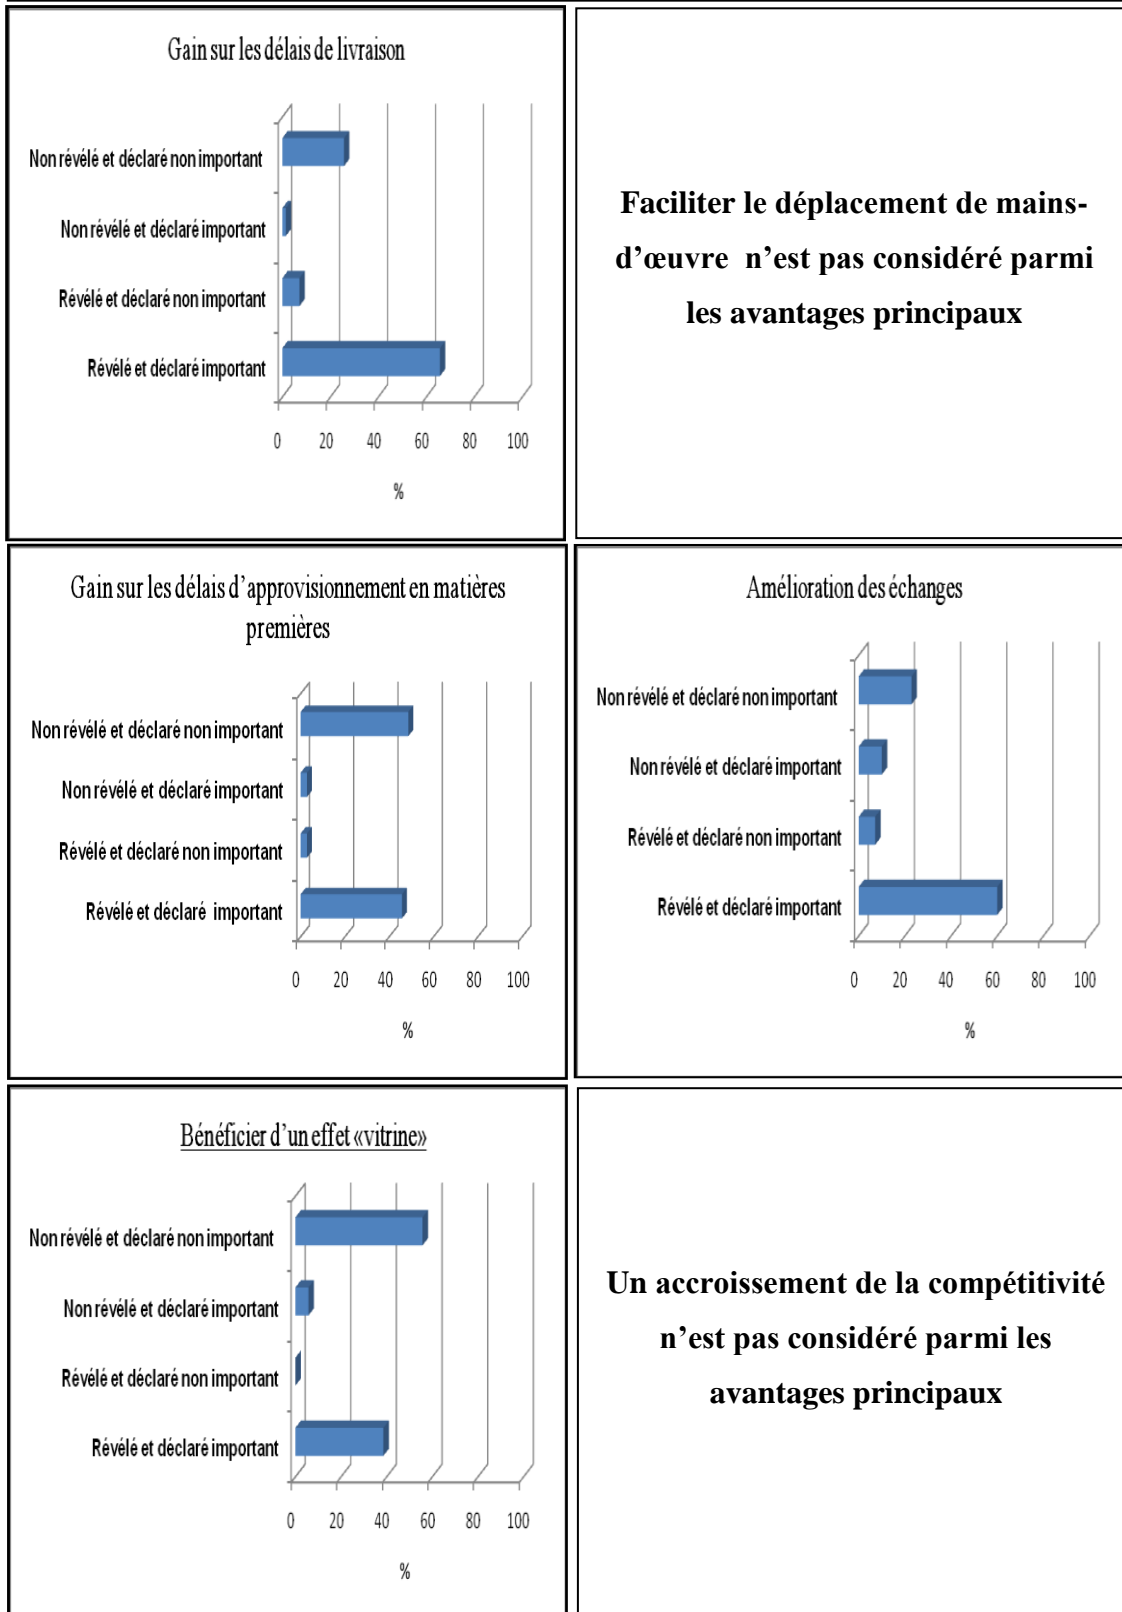 Gain sur les délais de livraison
Non révélé et déclaré non important
Non révélé et déclaré important
Révélé et déclaré non important
Révélé et déclaré important
0 20 40 60 80 100
%
Faciliter le déplacement de mains-
d’œuvre n’est pas considéré parmi
les avantages principaux
Gain sur les délais d’approvisionnement en matières
premières
Non révélé et déclaré non important
Non révélé et déclaré important
Révélé et déclaré non important
Révélé et déclaré important
0 20 40 60 80 100
%
Amélioration des échanges
Non révélé et déclaré non important
Non révélé et déclaré important
Révélé et déclaré non important
Révélé et déclaré important
0 20 40 60 80 100
%
Bénéficier d’un effet «vitrine»
Non révélé et déclaré non important
Non révélé et déclaré important
Révélé et déclaré non important
Révélé et déclaré important
0 20 40 60 80 100
%
Un accroissement de la compétitivité
n’est pas considéré parmi les
avantages principaux